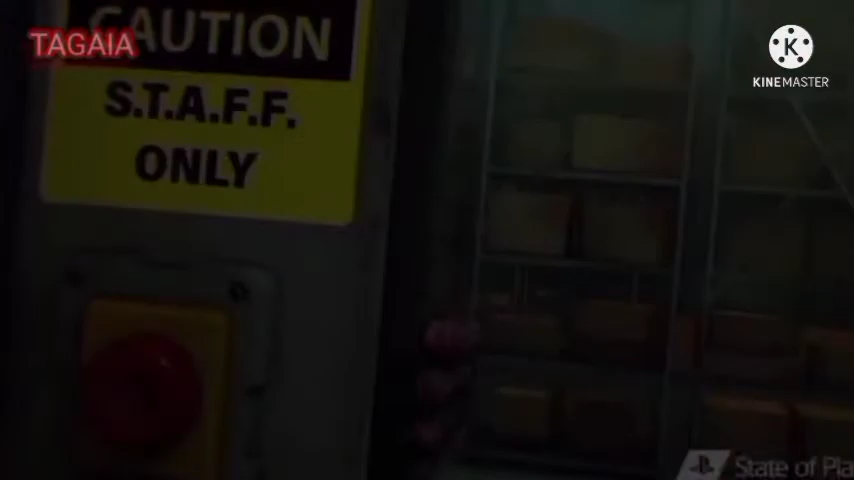 TAGAIA
CAUTION
S.T.A.F.F.
ONLY
KINEMASTER
State of Pla